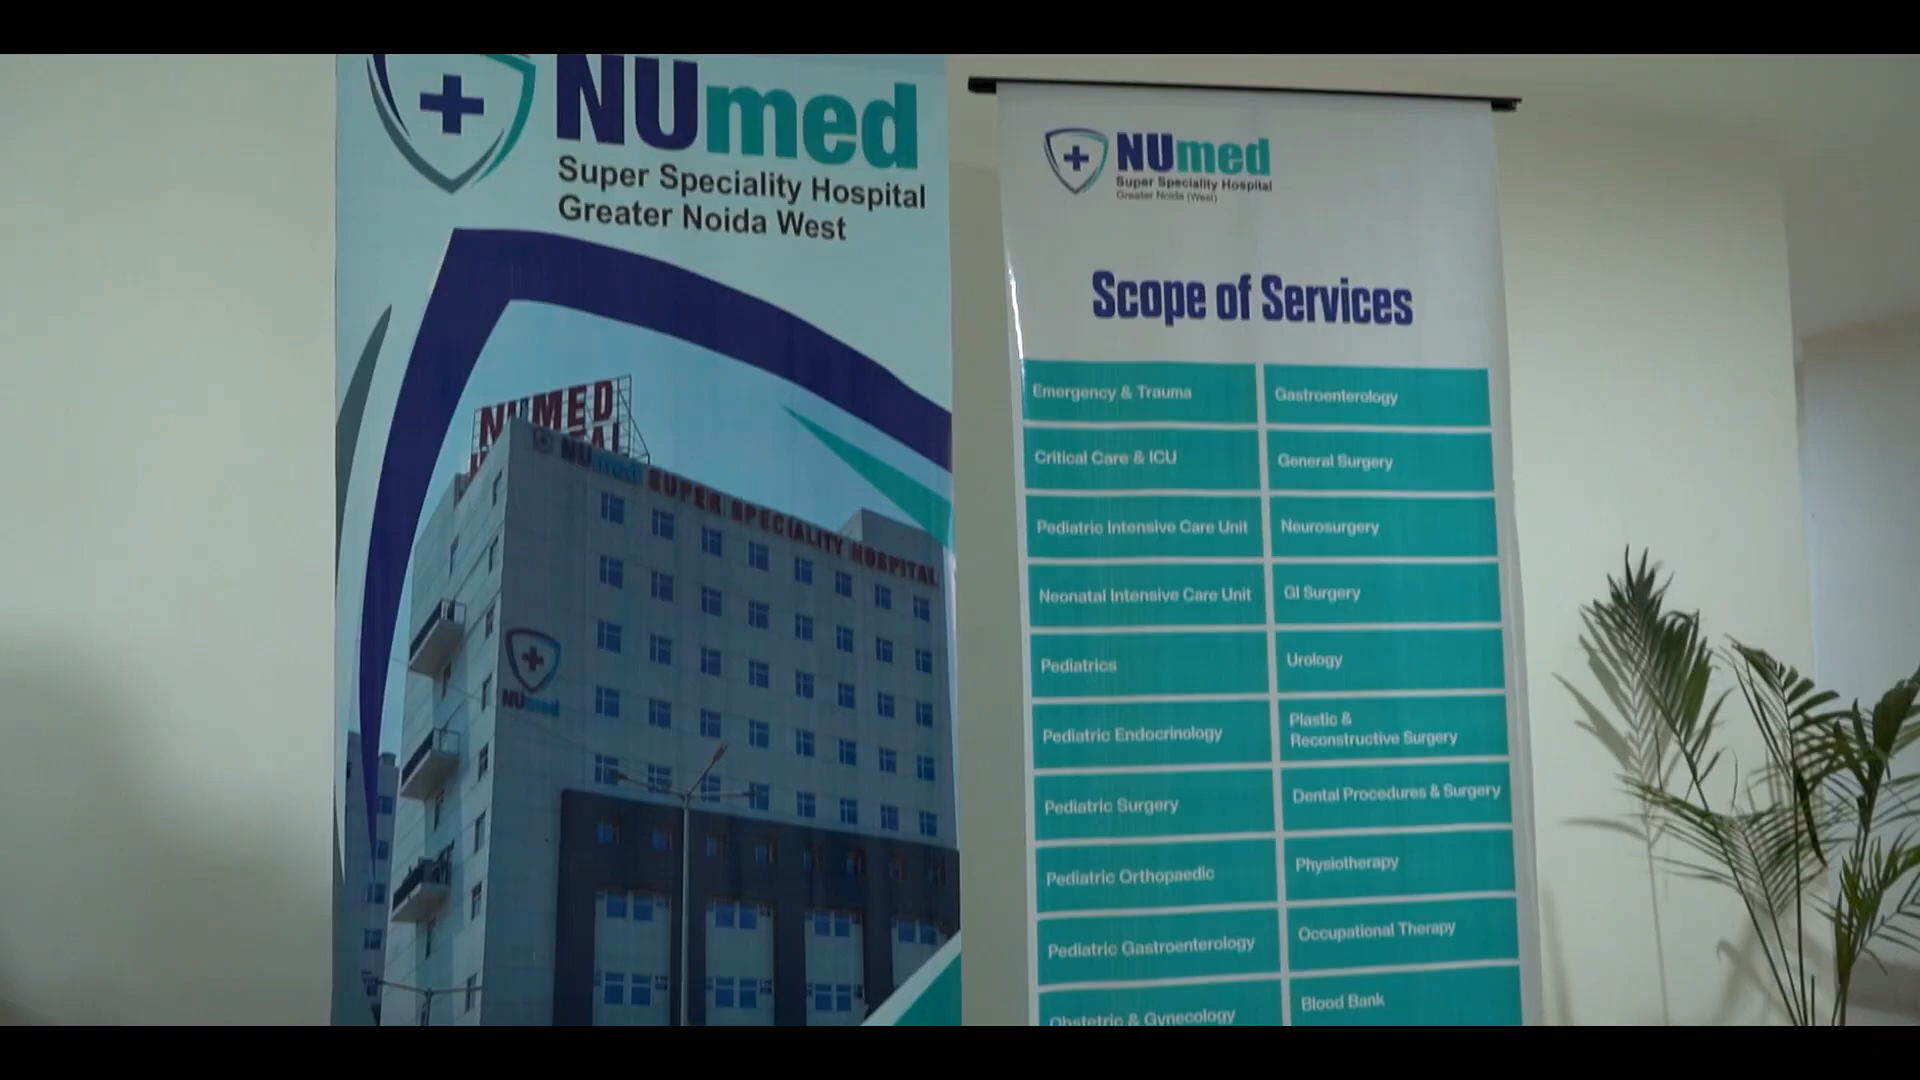 NUmed
Super Speciality Hospital
Greater Noida West
NUMED
NUmed SUPER SPECIALITY HOSPITAL
NUmed
NUmed
Super Speciality Hospital
Greater Noida (West)
Scope of Services
Emergency & Trauma
Gastroenterology
Critical Care & ICU
General Surgery
Pediatric Intensive Care Unit
Neurosurgery
Neonatal Intensive Care Unit
GI Surgery
Pediatrics
Urology
Pediatric Endocrinology
Plastic &
Reconstructive Surgery
Pediatric Surgery
Dental Procedures & Surgery
Pediatric Orthopaedic
Physiotherapy
Pediatric Gastroenterology
Occupational Therapy
Obstetric & Gynecology
Blood Bank